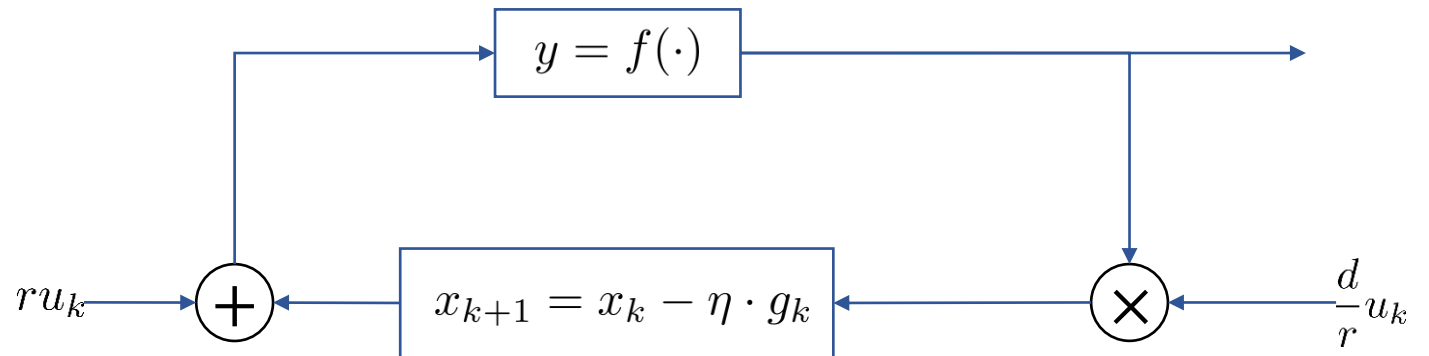 y = f(·)
ru_k
+
x_{k+1} = x_k − η · g_k
×
\frac{d}{r}u_k